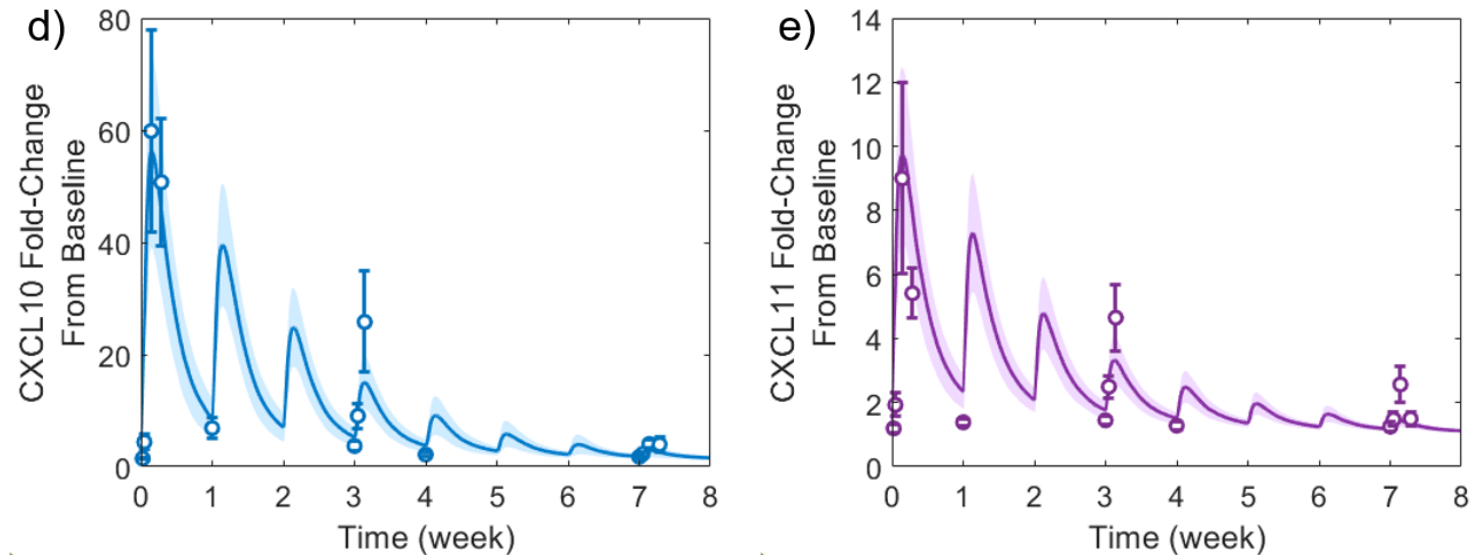 d)
CXCL10 Fold-Change
From Baseline
80
60
40
20
0
0 1 2 3 4 5 6 7 8
Time (week)
e)
CXCL11 Fold-Change
From Baseline
14
12
10
8
6
4
2
0
0 1 2 3 4 5 6 7 8
Time (week)